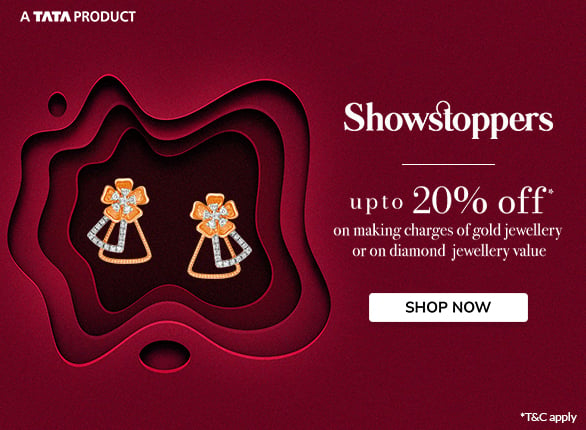 A TATA PRODUCT
Showstoppers
upto 20% off*
on making charges of gold jewellery
or on diamond jewellery value
SHOP NOW
*T&C apply